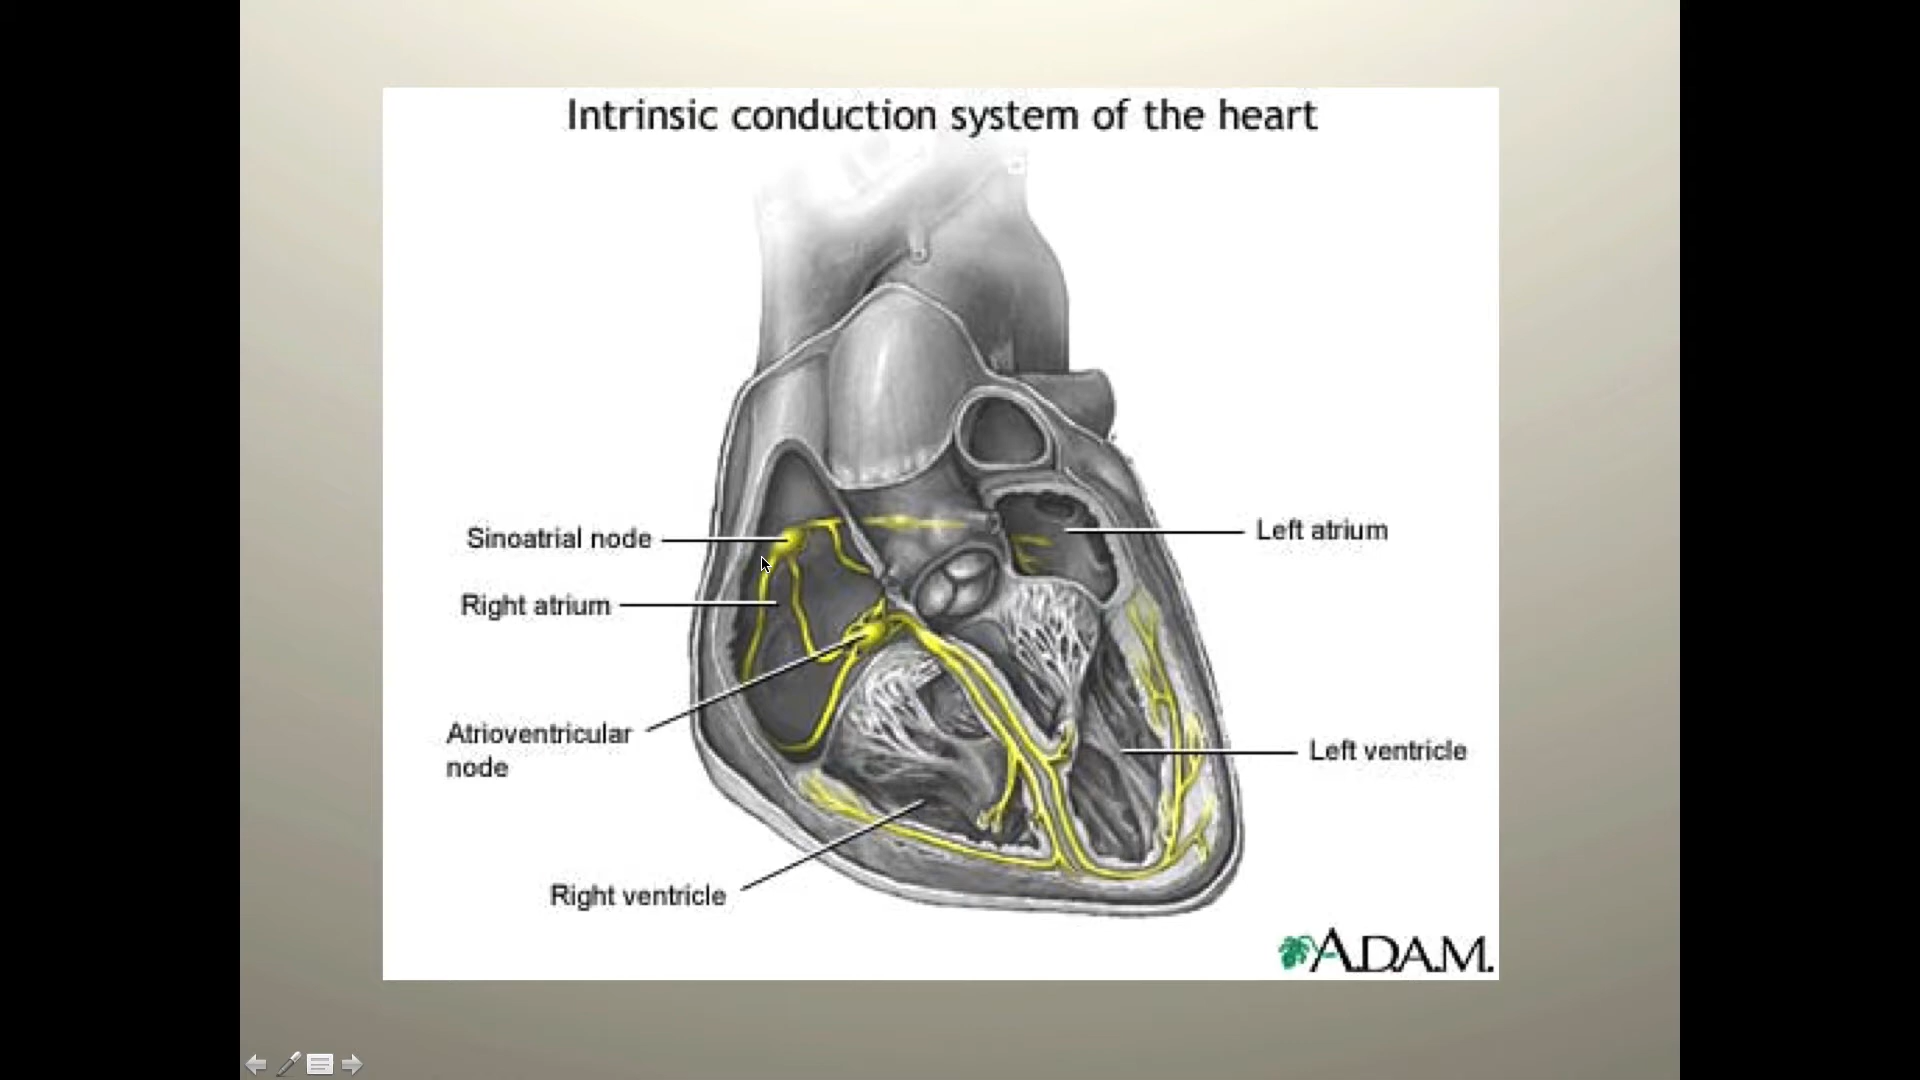 Intrinsic conduction system of the heart
Sinoatrial node
Left atrium
Right atrium
Atrioventricular
node
Left ventricle
Right ventricle
A.D.A.M.